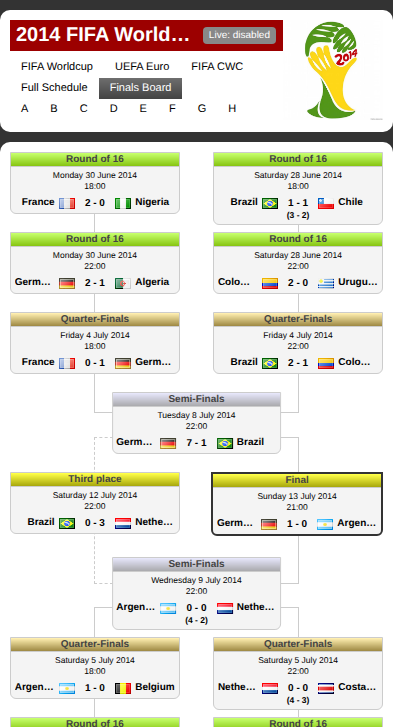 2014 FIFA World… Live: disabled
FIFA Worldcup UEFA Euro FIFA CWC
Full Schedule Finals Board
A B C D E F G H
2014
Round of 16
Monday 30 June 2014
18:00
France 2 - 0 Nigeria
Round of 16
Saturday 28 June 2014
18:00
Brazil 1 - 1 Chile
(3 - 2)
Round of 16
Monday 30 June 2014
22:00
Germ… 2 - 1 Algeria
Round of 16
Saturday 28 June 2014
22:00
Colo… 2 - 0 Urugu…
Quarter-Finals
Friday 4 July 2014
18:00
France 0 - 1 Germ…
Quarter-Finals
Friday 4 July 2014
22:00
Brazil 2 - 1 Colo…
Semi-Finals
Tuesday 8 July 2014
22:00
Germ… 7 - 1 Brazil
Third place
Saturday 12 July 2014
22:00
Brazil 0 - 3 Nethe…
Final
Sunday 13 July 2014
21:00
Germ… 1 - 0 Argen…
Semi-Finals
Wednesday 9 July 2014
22:00
Argen… 0 - 0 Nethe…
(4 - 2)
Quarter-Finals
Saturday 5 July 2014
18:00
Argen… 1 - 0 Belgium
Quarter-Finals
Saturday 5 July 2014
22:00
Nethe… 0 - 0 Costa…
(4 - 3)
Round of 16
Round of 16